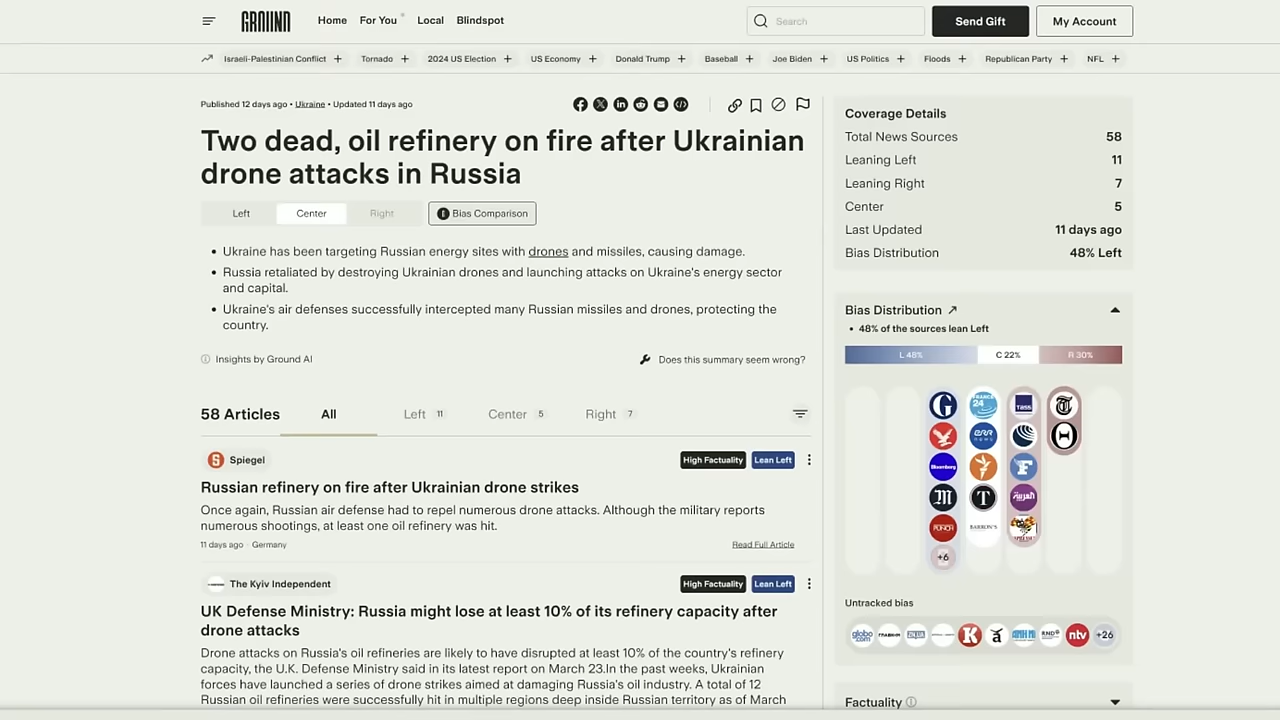 GROUND
Home For You Local Blindspot
Search
Send Gift
My Account
Israeli-Palestinian Conflict + Tornado + 2024 US Election + US Economy + Donald Trump + Baseball + Joe Biden + US Politics + Floods + Republican Party + NFL +
Published 12 days ago • Ukraine • Updated 11 days ago
Two dead, oil refinery on fire after Ukrainian
drone attacks in Russia
Left Center Right Bias Comparison
• Ukraine has been targeting Russian energy sites with drones and missiles, causing damage.
• Russia retaliated by destroying Ukrainian drones and launching attacks on Ukraine's energy sector
and capital.
• Ukraine's air defenses successfully intercepted many Russian missiles and drones, protecting the
country.
Insights by Ground AI
Does this summary seem wrong?
58 Articles All Left 11 Center 5 Right 7
Spiegel
High Factuality Lean Left
Russian refinery on fire after Ukrainian drone strikes
Once again, Russian air defense had to repel numerous drone attacks. Although the military reports
numerous shootings, at least one oil refinery was hit.
11 days ago · Germany
Read Full Article
The Kyiv Independent
High Factuality Lean Left
UK Defense Ministry: Russia might lose at least 10% of its refinery capacity after
drone attacks
Drone attacks on Russia's oil refineries are likely to have disrupted at least 10% of the country's refinery
capacity, the U.K. Defense Ministry said in its latest report on March 23.In the past weeks, Ukrainian
forces have launched a series of drone strikes aimed at damaging Russia's oil industry. A total of 12
Russian oil refineries were successfully hit in multiple regions deep inside Russian territory as of March
Coverage Details
Total News Sources 58
Leaning Left 11
Leaning Right 7
Center 5
Last Updated 11 days ago
Bias Distribution 48% Left
Bias Distribution ↗
• 48% of the sources lean Left
L 48% C 22% R 30%
G FRANCE 24 TASS T
err news
Bloomberg F
M T العربية
PUNCH BARRON'S
+6
Untracked bias
globo.com K RND ntv +26
Factuality